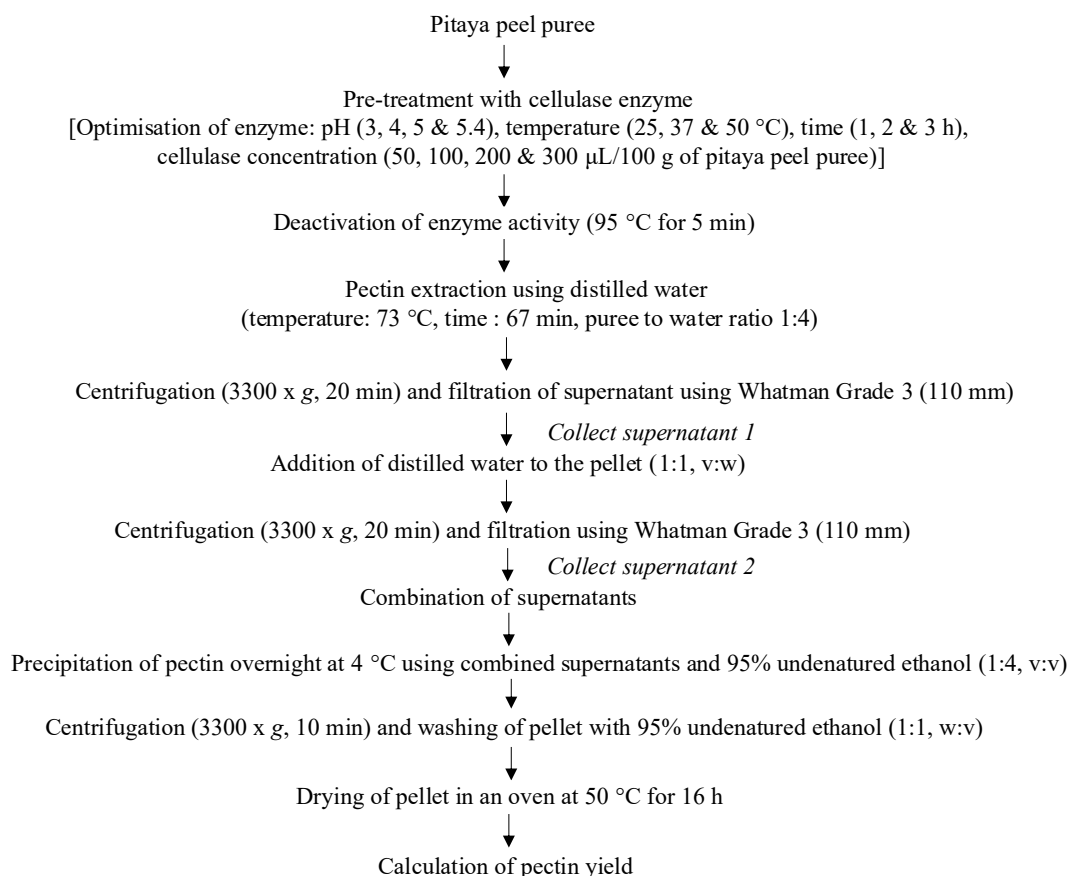 Pitaya peel puree
Pre-treatment with cellulase enzyme
[Optimisation of enzyme: pH (3, 4, 5 & 5.4), temperature (25, 37 & 50 °C), time (1, 2 & 3 h),
cellulase concentration (50, 100, 200 & 300 μL/100 g of pitaya peel puree)]
Deactivation of enzyme activity (95 °C for 5 min)
Pectin extraction using distilled water
(temperature: 73 °C, time : 67 min, puree to water ratio 1:4)
Centrifugation (3300 x g, 20 min) and filtration of supernatant using Whatman Grade 3 (110 mm)
Collect supernatant 1
Addition of distilled water to the pellet (1:1, v:w)
Centrifugation (3300 x g, 20 min) and filtration using Whatman Grade 3 (110 mm)
Collect supernatant 2
Combination of supernatants
Precipitation of pectin overnight at 4 °C using combined supernatants and 95% undenatured ethanol (1:4, v:v)
Centrifugation (3300 x g, 10 min) and washing of pellet with 95% undenatured ethanol (1:1, w:v)
Drying of pellet in an oven at 50 °C for 16 h
Calculation of pectin yield